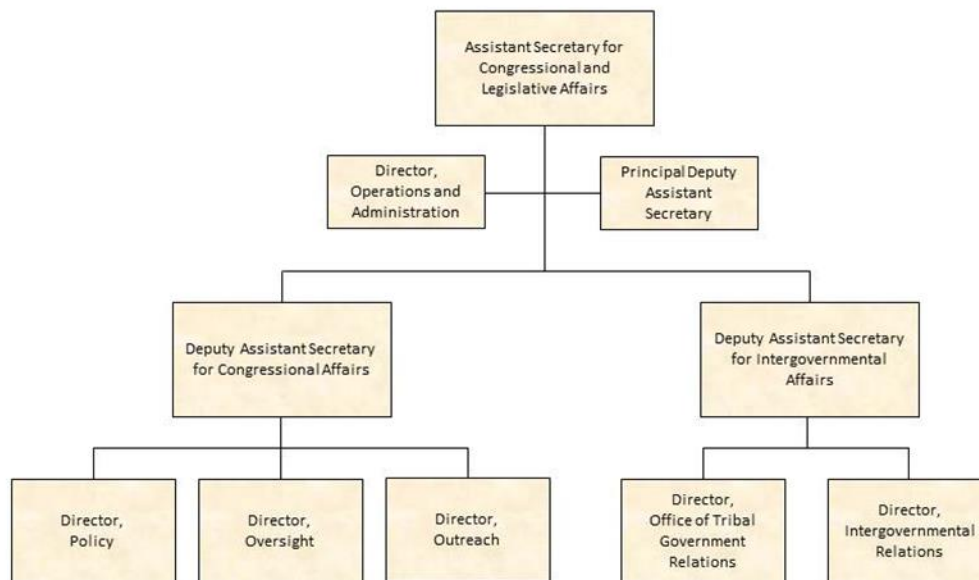 Assistant Secretary for
Congressional and
Legislative Affairs
Director,
Operations and
Administration
Principal Deputy
Assistant
Secretary
Deputy Assistant Secretary
for Congressional Affairs
Deputy Assistant Secretary
for Intergovernmental
Affairs
Director,
Policy
Director,
Oversight
Director,
Outreach
Director,
Office of Tribal
Government
Relations
Director,
Intergovernmental
Relations